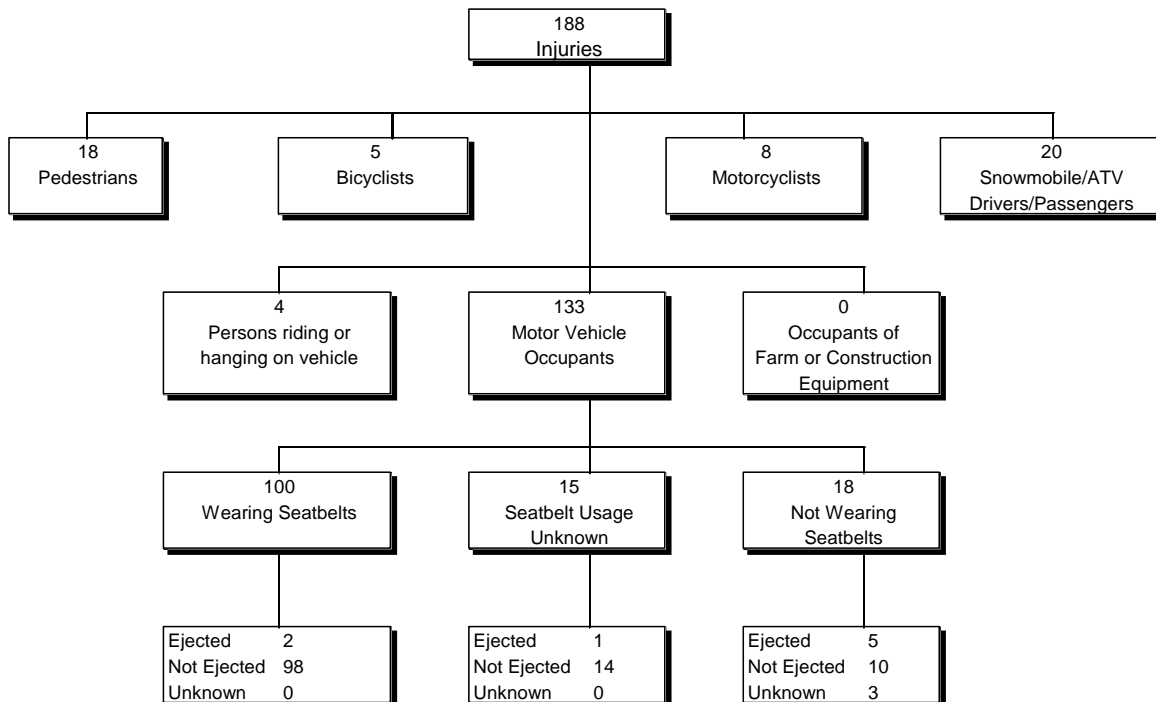 188
Injuries
18
Pedestrians
5
Bicyclists
8
Motorcyclists
20
Snowmobile/ATV
Drivers/Passengers
4
Persons riding or
hanging on vehicle
133
Motor Vehicle
Occupants
0
Occupants of
Farm or Construction
Equipment
100
Wearing Seatbelts
15
Seatbelt Usage
Unknown
18
Not Wearing
Seatbelts
Ejected 2
Not Ejected 98
Unknown 0
Ejected 1
Not Ejected 14
Unknown 0
Ejected 5
Not Ejected 10
Unknown 3